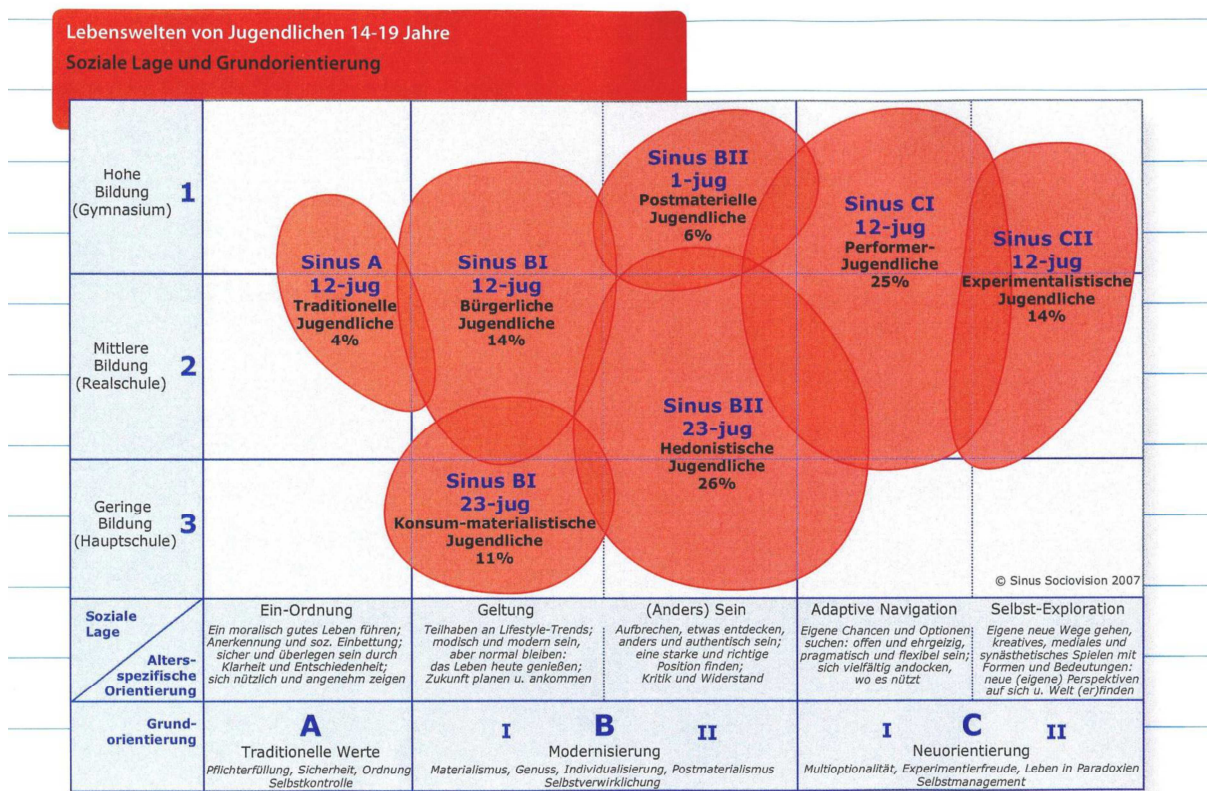 Lebenswelten von Jugendlichen 14-19 Jahre
Soziale Lage und Grundorientierung
Hohe
Bildung
(Gymnasium)
1
Mittlere
Bildung
(Realschule)
2
Geringe
Bildung
(Hauptschule)
3
Sinus A
12-jug
Traditionelle
Jugendliche
4%
Sinus BI
12-jug
Bürgerliche
Jugendliche
14%
Sinus BI
23-jug
Konsum-materialistische
Jugendliche
11%
Sinus BII
1-jug
Postmaterielle
Jugendliche
6%
Sinus BII
23-jug
Hedonistische
Jugendliche
26%
Sinus CI
12-jug
Performer-
Jugendliche
25%
Sinus CII
12-jug
Experimentalistische
Jugendliche
14%
© Sinus Sociovision 2007
Soziale
Lage
Alters-
spezifische
Orientierung
Ein-Ordnung
Ein moralisch gutes Leben führen;
Anerkennung und soz. Einbettung;
sicher und überlegen sein durch
Klarheit und Entschiedenheit;
sich nützlich und angenehm zeigen
Geltung
Teilhaben an Lifestyle-Trends;
modisch und modern sein,
aber normal bleiben;
das Leben heute genießen;
Zukunft planen u. ankommen
(Anders) Sein
Aufbrechen, etwas entdecken,
anders und authentisch sein;
eine starke und richtige
Position finden;
Kritik und Widerstand
Adaptive Navigation
Eigene Chancen und Optionen
suchen: offen und ehrgeizig,
pragmatisch und flexibel sein;
sich vielfältig andocken,
wo es nützt
Selbst-Exploration
Eigene neue Wege gehen,
kreatives, mediales und
synästhetisches Spielen mit
Formen und Bedeutungen:
neue (eigene) Perspektiven
auf sich u. Welt (er)finden
Grund-
orientierung
A
Traditionelle Werte
Pflichterfüllung, Sicherheit, Ordnung
Selbstkontrolle
I B II
Modernisierung
Materialismus, Genuss, Individualisierung, Postmaterialismus
Selbstverwirklichung
I C II
Neuorientierung
Multioptionalität, Experimentierfreude, Leben in Paradoxien
Selbstmanagement